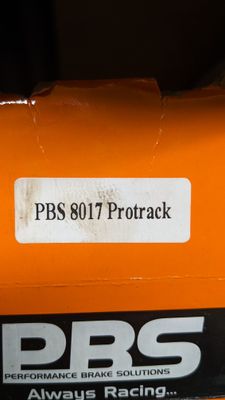 PBS 8017 Protrack
PBS
PERFORMANCE BRAKE SOLUTIONS
Always Racing...